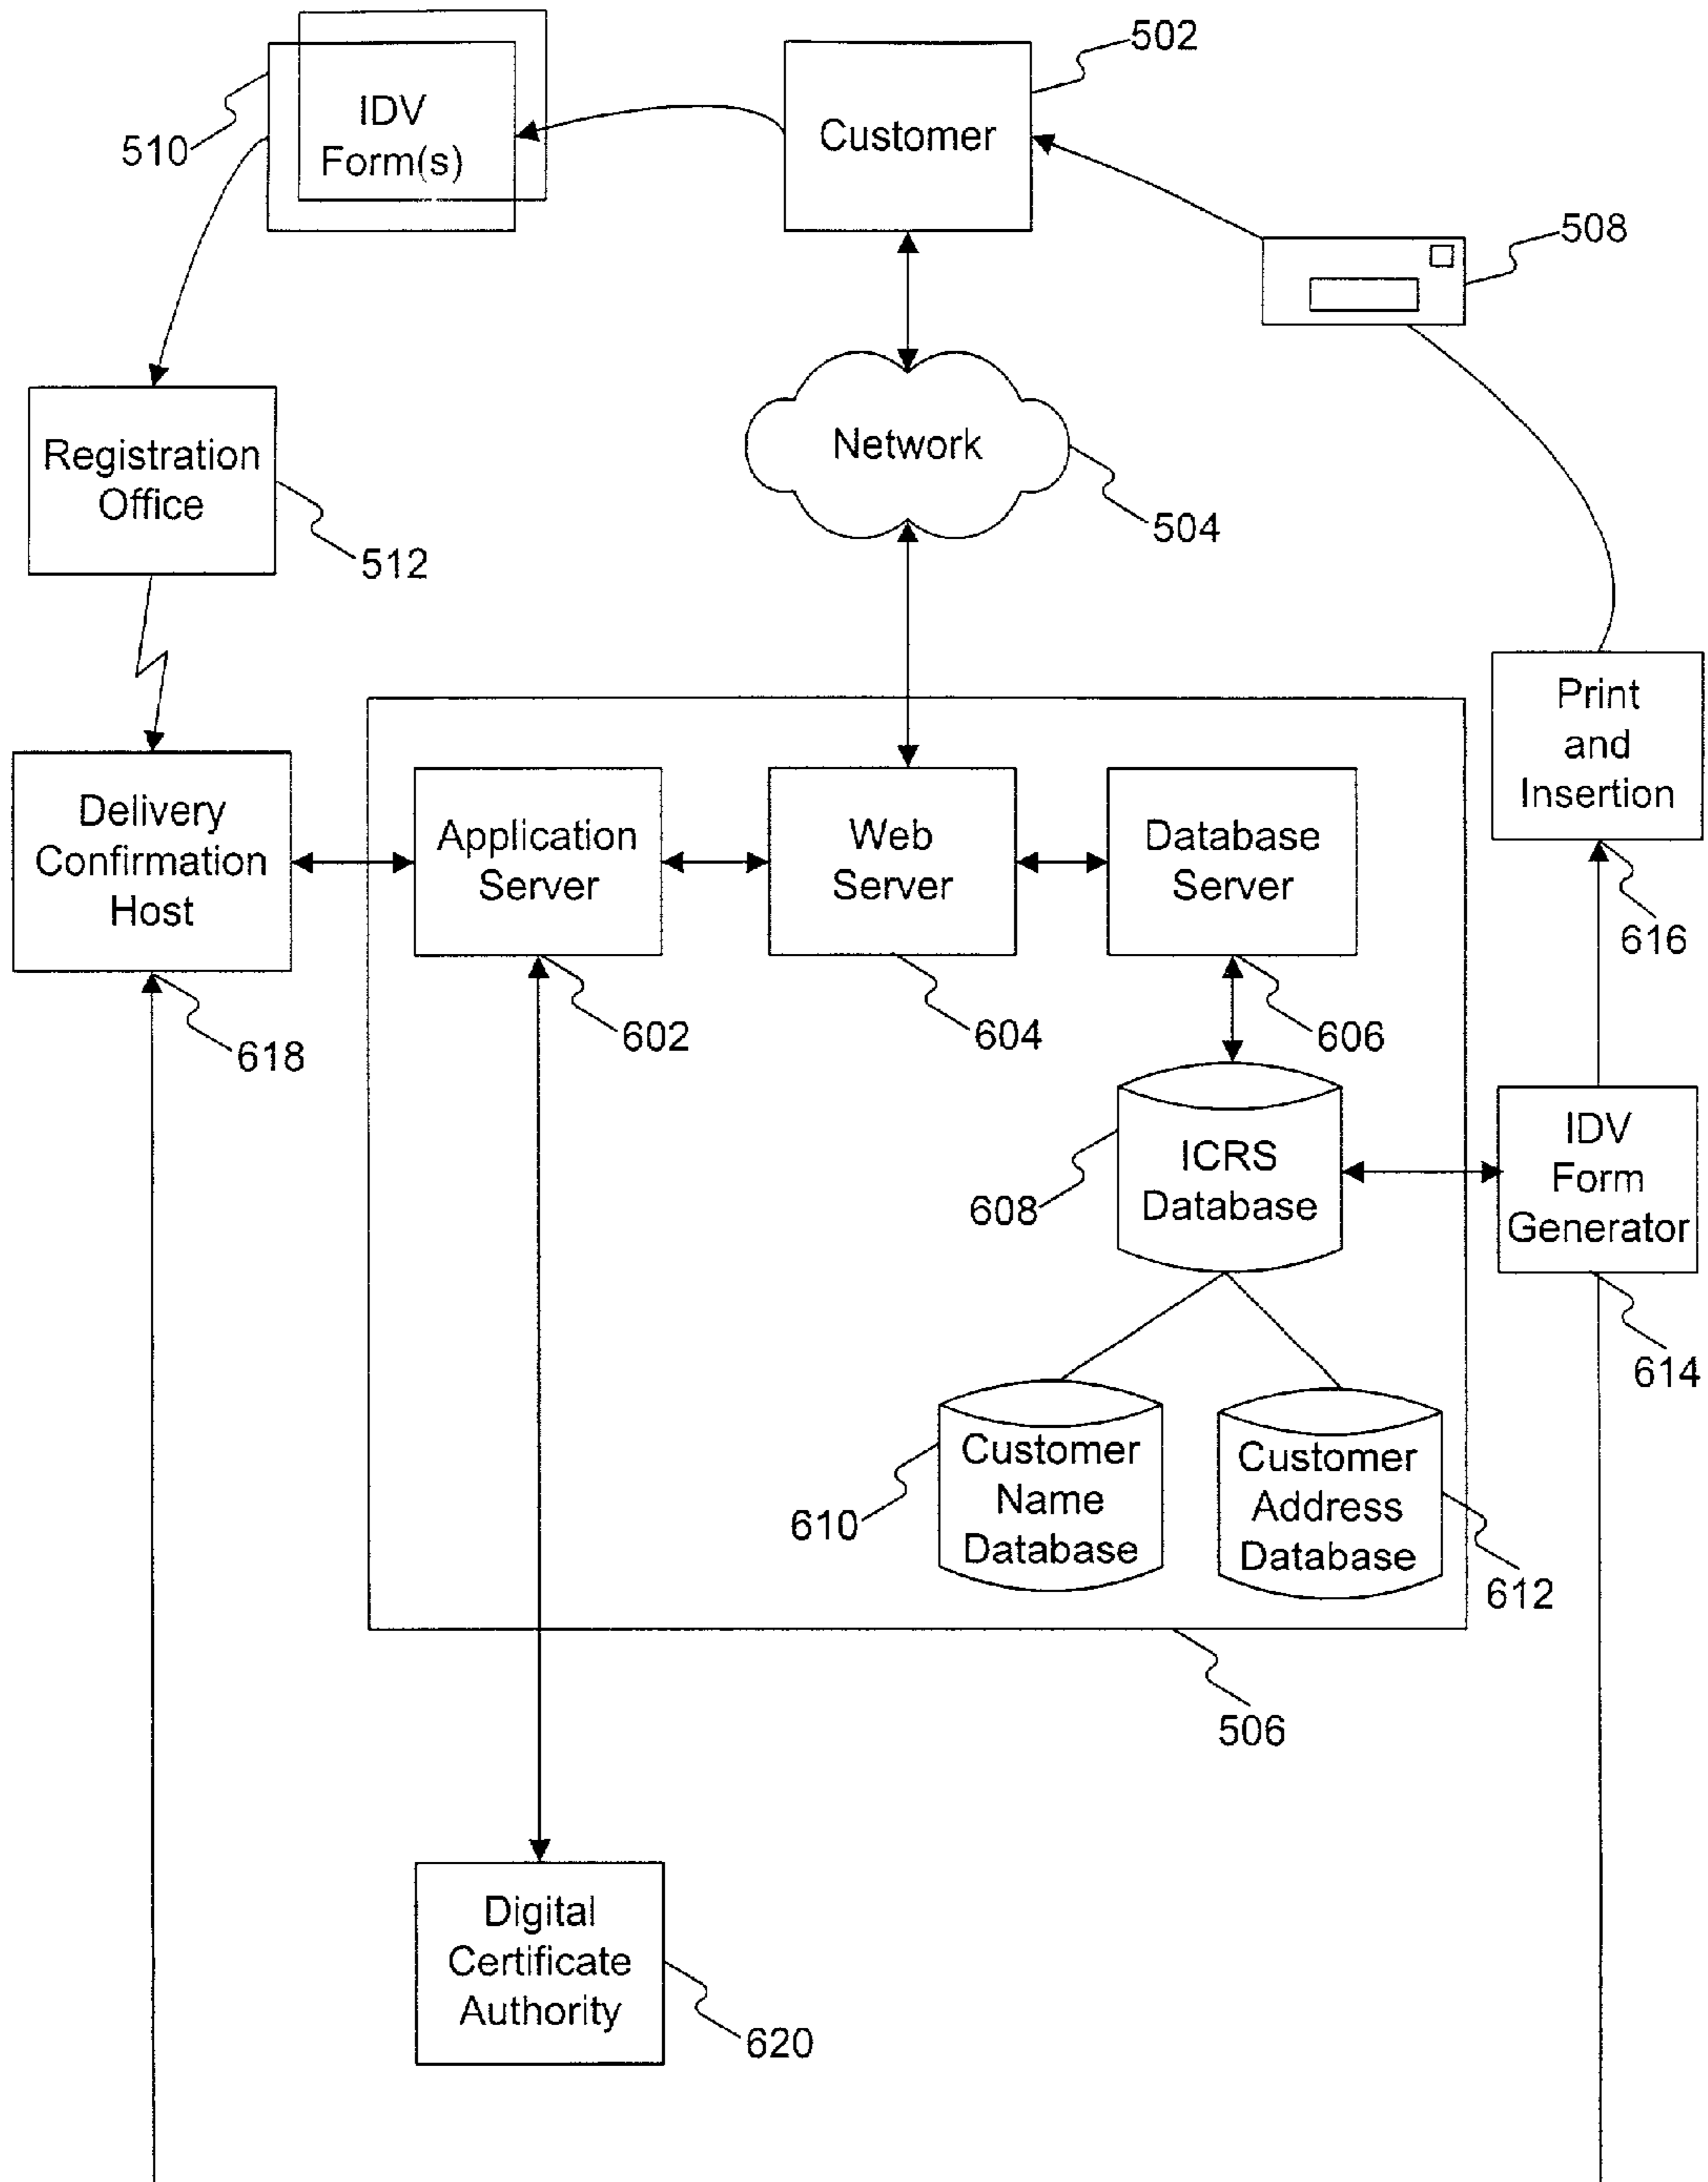 502
IDV
Form(s)
510
Customer
508
Network
504
Registration
Office
512
Print
and
Insertion
616
Delivery
Confirmation
Host
618
Application
Server
602
Web
Server
604
Database
Server
606
ICRS
Database
608
IDV
Form
Generator
614
Customer
Name
Database
610
Customer
Address
Database
612
506
Digital
Certificate
Authority
620